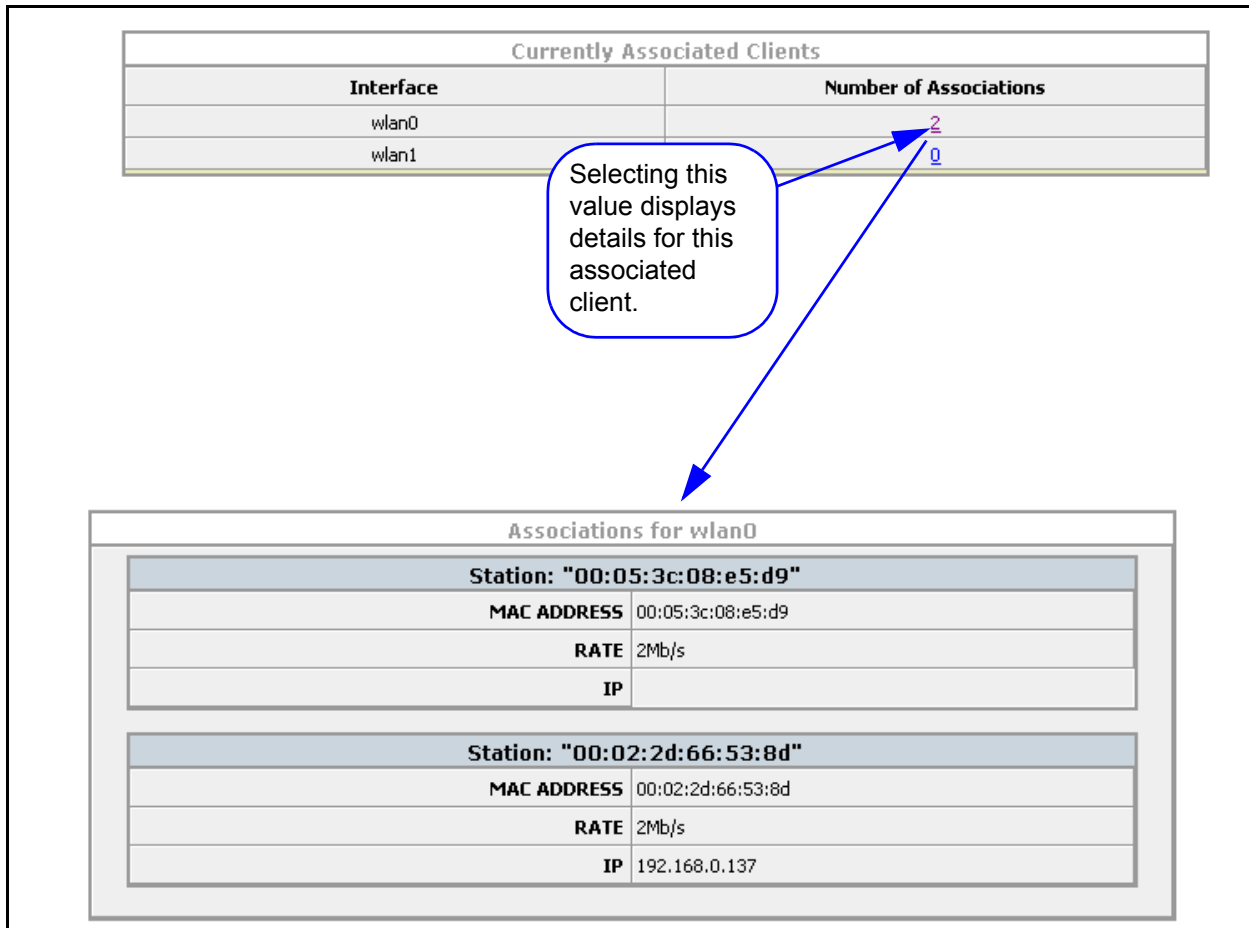 Currently Associated Clients
Interface Number of Associations
wlan0 2
wlan1 0
Selecting this
value displays
details for this
associated
client.
Associations for wlan0
Station: "00:05:3c:08:e5:d9"
MAC ADDRESS 00:05:3c:08:e5:d9
RATE 2Mb/s
IP
Station: "00:02:2d:66:53:8d"
MAC ADDRESS 00:02:2d:66:53:8d
RATE 2Mb/s
IP 192.168.0.137